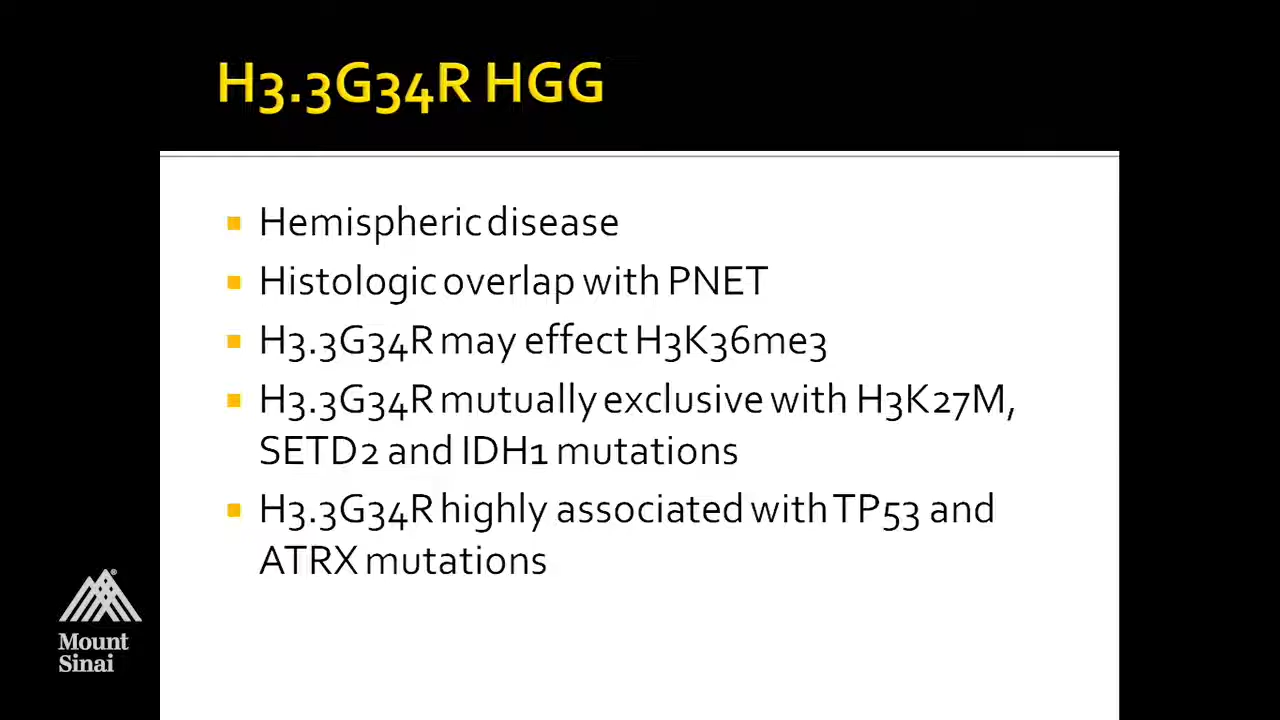 H3.3G34R HGG
Hemispheric disease
Histologic overlap with PNET
H3.3G34R may effect H3K36me3
H3.3G34R mutually exclusive with H3K27M,
SETD2 and IDH1 mutations
H3.3G34R highly associated with TP53 and
ATRX mutations
Mount
Sinai